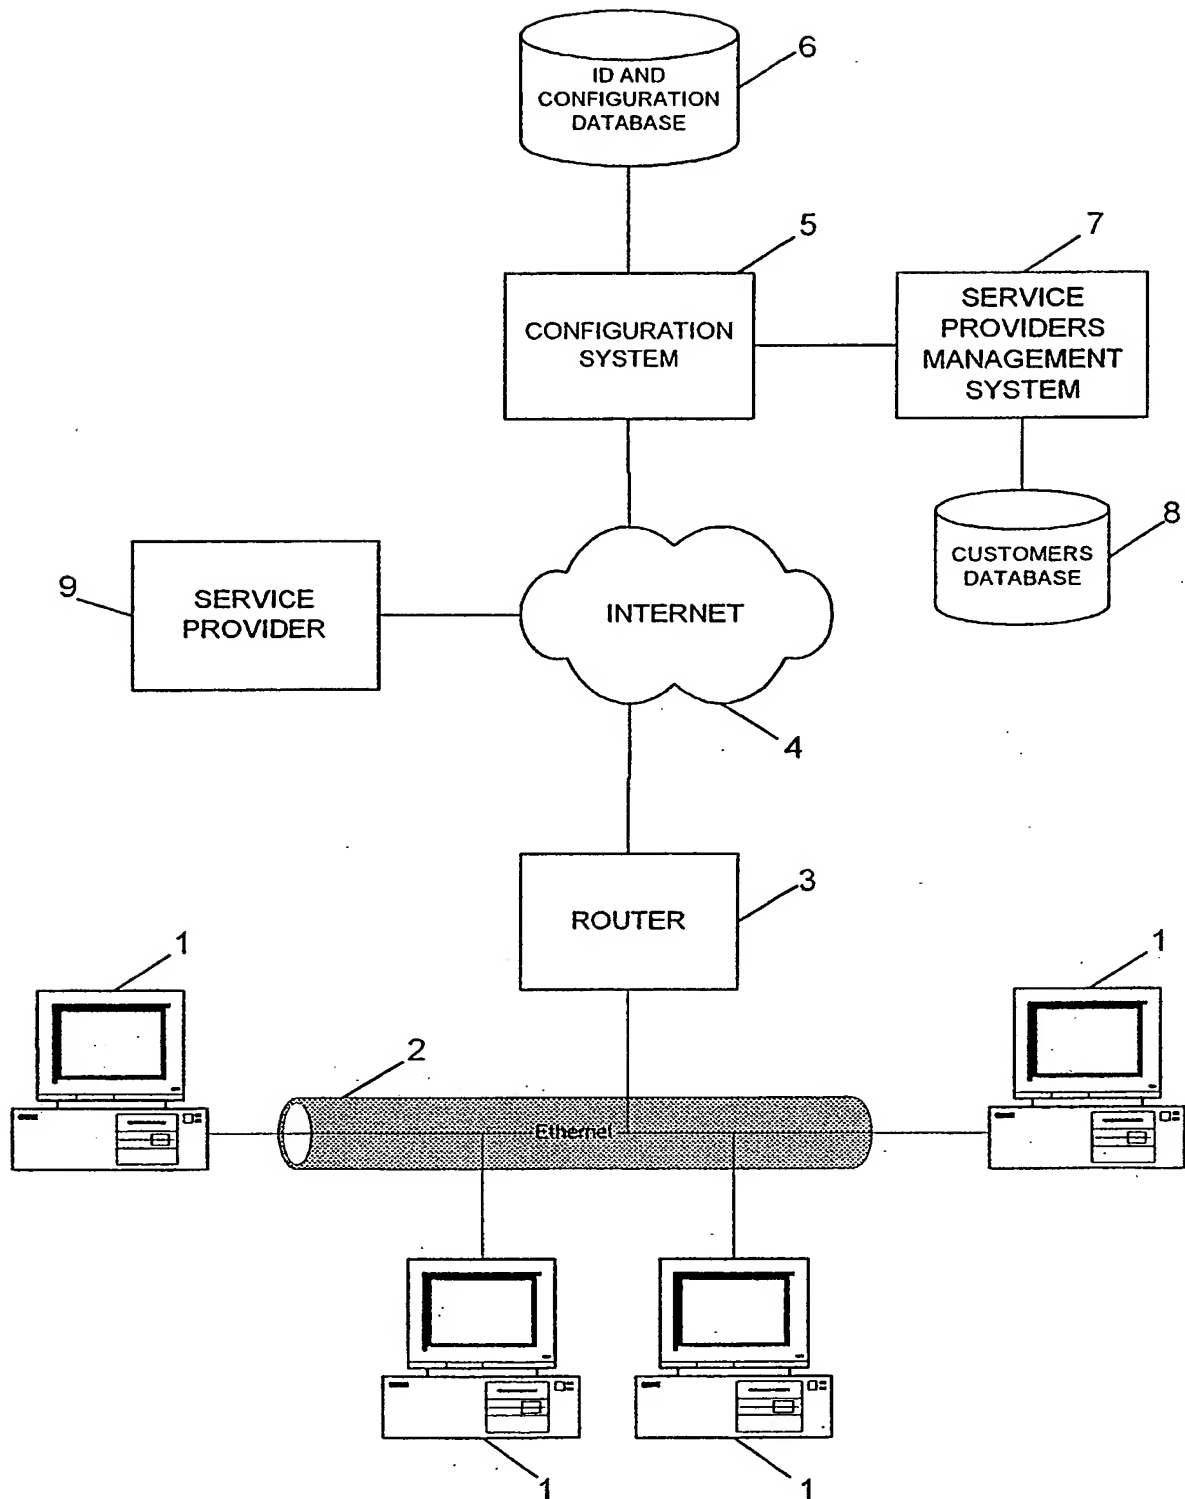 6
ID AND
CONFIGURATION
DATABASE
5
7
CONFIGURATION
SYSTEM
SERVICE
PROVIDERS
MANAGEMENT
SYSTEM
8
CUSTOMERS
DATABASE
9
SERVICE
PROVIDER
INTERNET
4
3
ROUTER
1
1
2
Ethernet
1
1